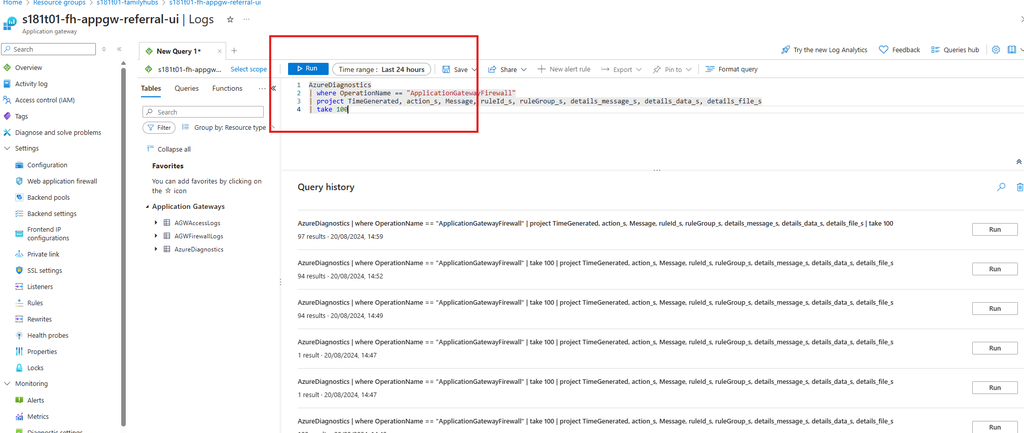 Home > Resource groups > s181t01-familyhubs > s181t01-fh-appgw-referral-ui
s181t01-fh-appgw-referral-ui | Logs ☆ ···
Application gateway
Search
Overview
Activity log
Access control (IAM)
Tags
Diagnose and solve problems
Settings
Configuration
Web application firewall
Backend pools
Backend settings
Frontend IP
configurations
Private link
SSL settings
Listeners
Rules
Rewrites
Health probes
Properties
Locks
Monitoring
Alerts
Metrics
Diagnostic settings
New Query 1*
Try the new Log Analytics Feedback Queries hub
s181t01-fh-appgw... Select scope
Run Time range : Last 24 hours Save Share New alert rule Export Pin to Format query
Tables Queries Functions ···
Search
Filter Group by: Resource type
Collapse all
Favorites
You can add favorites by clicking on
the ☆ icon
Application Gateways
AGWAccessLogs
AGWFirewallLogs
AzureDiagnostics
1 AzureDiagnostics
2 | where OperationName == "ApplicationGatewayFirewall"
3 | project TimeGenerated, action_s, Message, ruleId_s, ruleGroup_s, details_message_s, details_data_s, details_file_s
4 | take 100
Query history
AzureDiagnostics | where OperationName == "ApplicationGatewayFirewall" | project TimeGenerated, action_s, Message, ruleId_s, ruleGroup_s, details_message_s, details_data_s, details_file_s | take 100
97 results - 20/08/2024, 14:59
Run
AzureDiagnostics | where OperationName == "ApplicationGatewayFirewall" | take 100 | project TimeGenerated, action_s, Message, ruleId_s, ruleGroup_s, details_message_s, details_data_s, details_file_s
94 results - 20/08/2024, 14:52
Run
AzureDiagnostics | where OperationName == "ApplicationGatewayFirewall" | take 100 | project TimeGenerated, action_s, Message, ruleId_s, ruleGroup_s, details_message_s, details_data_s, details_file_s
94 results - 20/08/2024, 14:49
Run
AzureDiagnostics | where OperationName == "ApplicationGatewayFirewall" | take 100 | project TimeGenerated, action_s, Message, ruleId_s, ruleGroup_s, details_message_s, details_data_s, details_file_s
1 result - 20/08/2024, 14:47
Run
AzureDiagnostics | where OperationName == "ApplicationGatewayFirewall" | take 100 | project TimeGenerated, action_s, Message, ruleId_s, ruleGroup_s, details_message_s, details_data_s, details_file_s
1 result - 20/08/2024, 14:47
Run
AzureDiagnostics | where OperationName == "ApplicationGatewayFirewall" | take 100 | project TimeGenerated, action_s, Message, ruleId_s, ruleGroup_s, details_message_s, details_data_s, details_file_s
Run